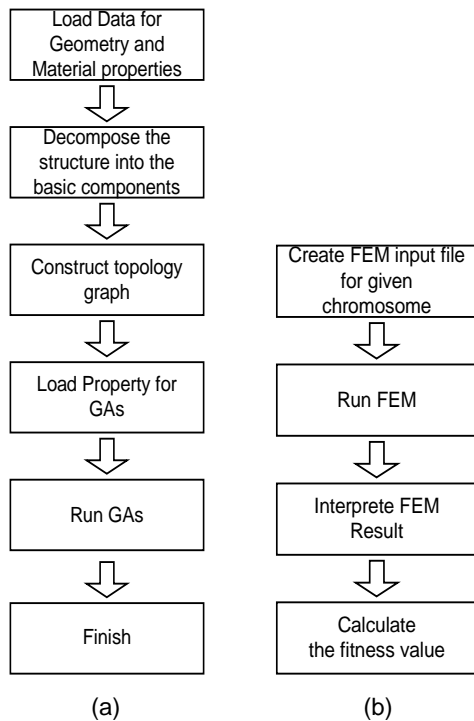 Load Data for
Geometry and
Material properties
Decompose the
structure into the
basic components
Construct topology
graph
Load Property for
GAs
Run GAs
Finish
(a)
Create FEM input file
for given
chromosome
Run FEM
Interprete FEM
Result
Calculate
the fitness value
(b)